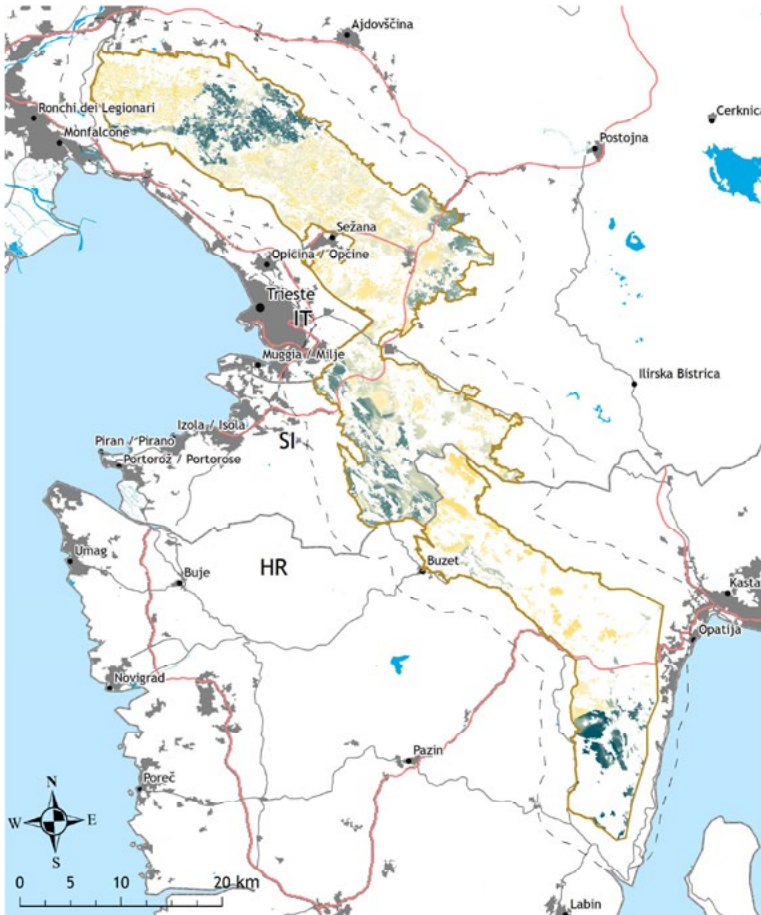 Ajdovščina
Cerknica
Ronchi dei Legionari
Monfalcone
Postojna
Sežana
Opicina / Opčine
Trieste
IT
Muggia / Milje
Ilirska Bistrica
Izola / Isola
SI
Piran / Pirano
Portorož / Portorose
Umag
Buje
HR
Buzet
Kasta
Opatija
Novigrad
Pazin
Poreč
N
W
E
S
0 5 10 20 km
Labin